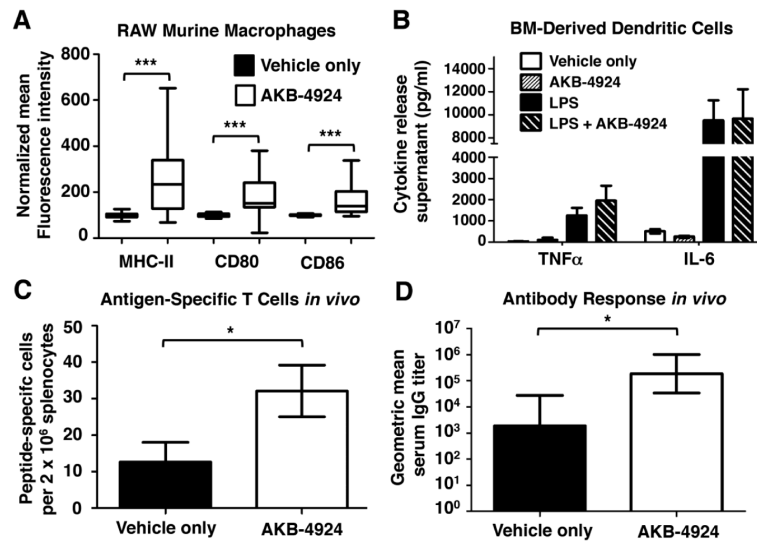 A
RAW Murine Macrophages
Normalized mean
Fluorescence intensity
800
600
400
200
100
0
***
***
***
Vehicle only
AKB-4924
MHC-II
CD80
CD86
B
BM-Derived Dendritic Cells
Cytokine release
supernatant (pg/ml)
14000
12000
10000
8000
4000
3000
2000
1000
0
Vehicle only
AKB-4924
LPS
LPS + AKB-4924
TNFα
IL-6
C
Antigen-Specific T Cells in vivo
Peptide-specifc cells
per 2 x 10⁶ splenocytes
50
40
30
20
10
0
*
Vehicle only
AKB-4924
D
Antibody Response in vivo
Geometric mean
serum IgG titer
10⁷
10⁶
10⁵
10⁴
10³
10²
10¹
10⁰
*
Vehicle only
AKB-4924